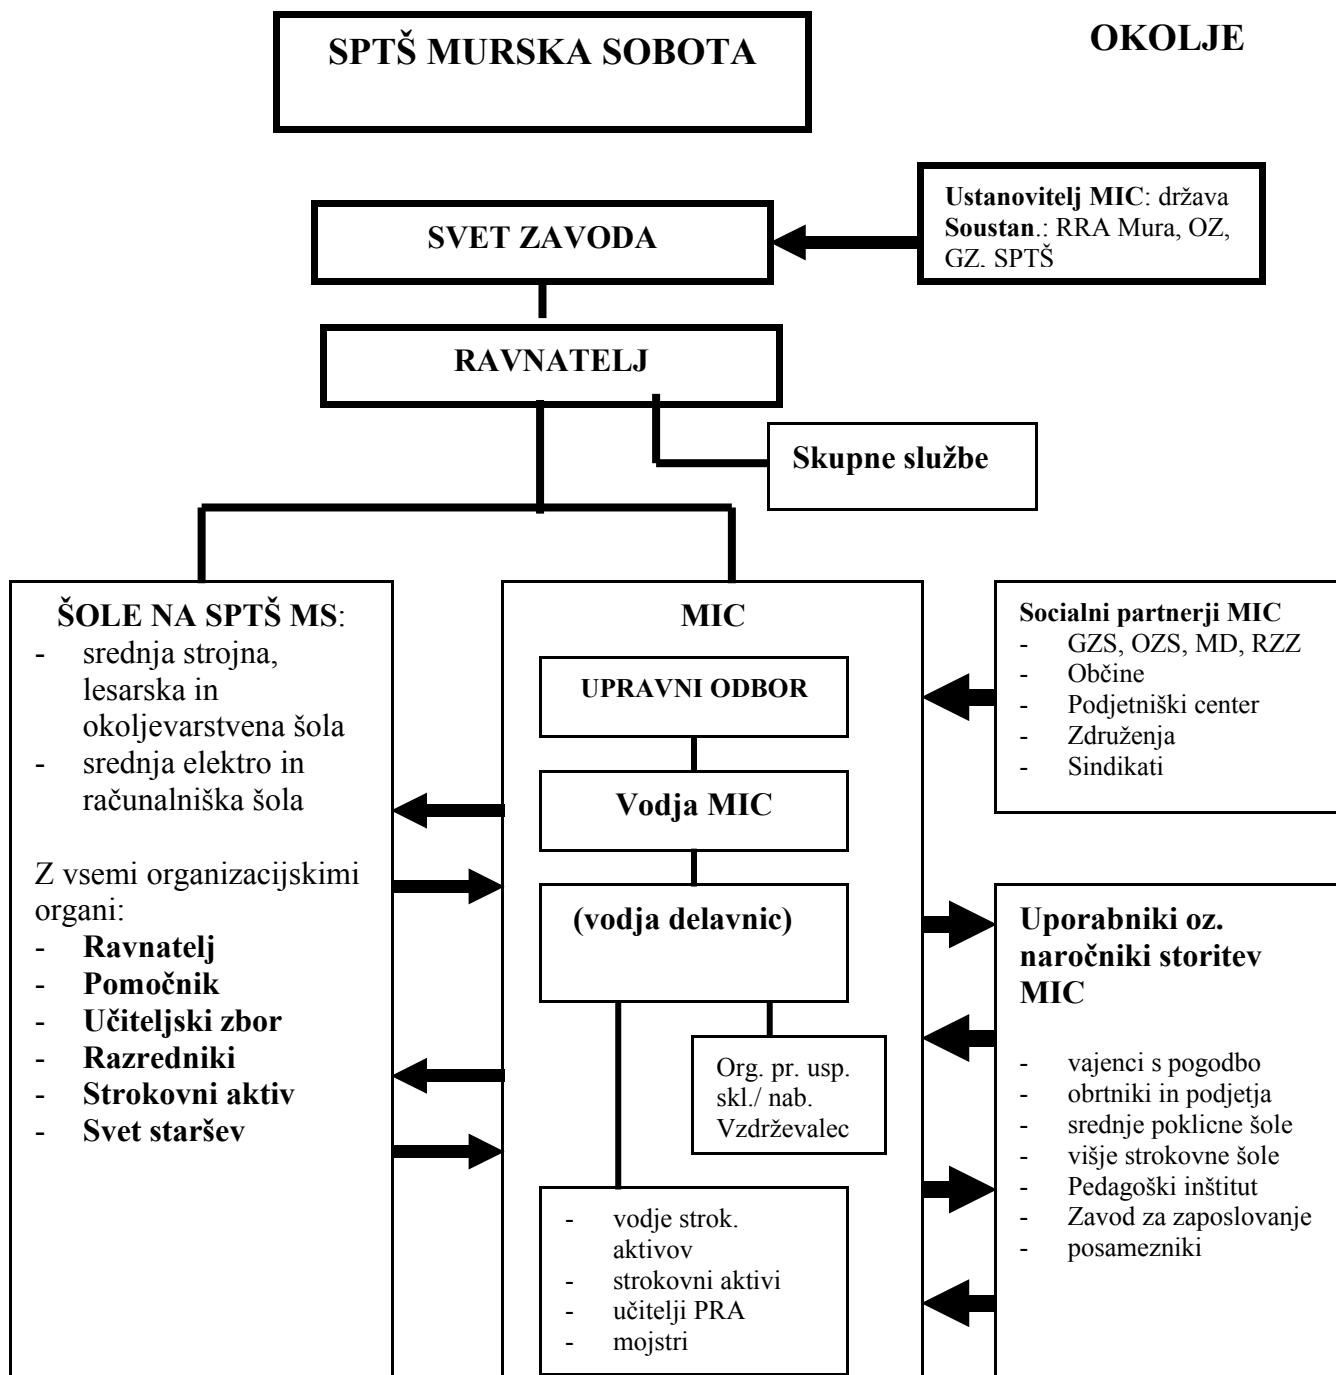 SPTŠ MURSKA SOBOTA
OKOLJE
Ustanovitelj MIC: država
Soustan.: RRA Mura, OZ,
GZ, SPTŠ
SVET ZAVODA
RAVNATELJ
Skupne službe
ŠOLE NA SPTŠ MS:
- srednja strojna,
lesarska in
okoljevarstvena šola
- srednja elektro in
računalniška šola
Z vsemi organizacijskimi
organi:
- Ravnatelj
- Pomočnik
- Učiteljski zbor
- Razredniki
- Strokovni aktiv
- Svet staršev
MIC
UPRAVNI ODBOR
Vodja MIC
(vodja delavnic)
Org. pr. usp.
skl./ nab.
Vzdrževalec
- vodje strok.
aktivov
- strokovni aktivi
- učitelji PRA
- mojstri
Socialni partnerji MIC
- GZS, OZS, MD, RZZ
- Občine
- Podjetniški center
- Združenja
- Sindikati
Uporabniki oz.
naročniki storitev
MIC
- vajenci s pogodbo
- obrtniki in podjetja
- srednje poklicne šole
- višje strokovne šole
- Pedagoški inštitut
- Zavod za zaposlovanje
- posamezniki